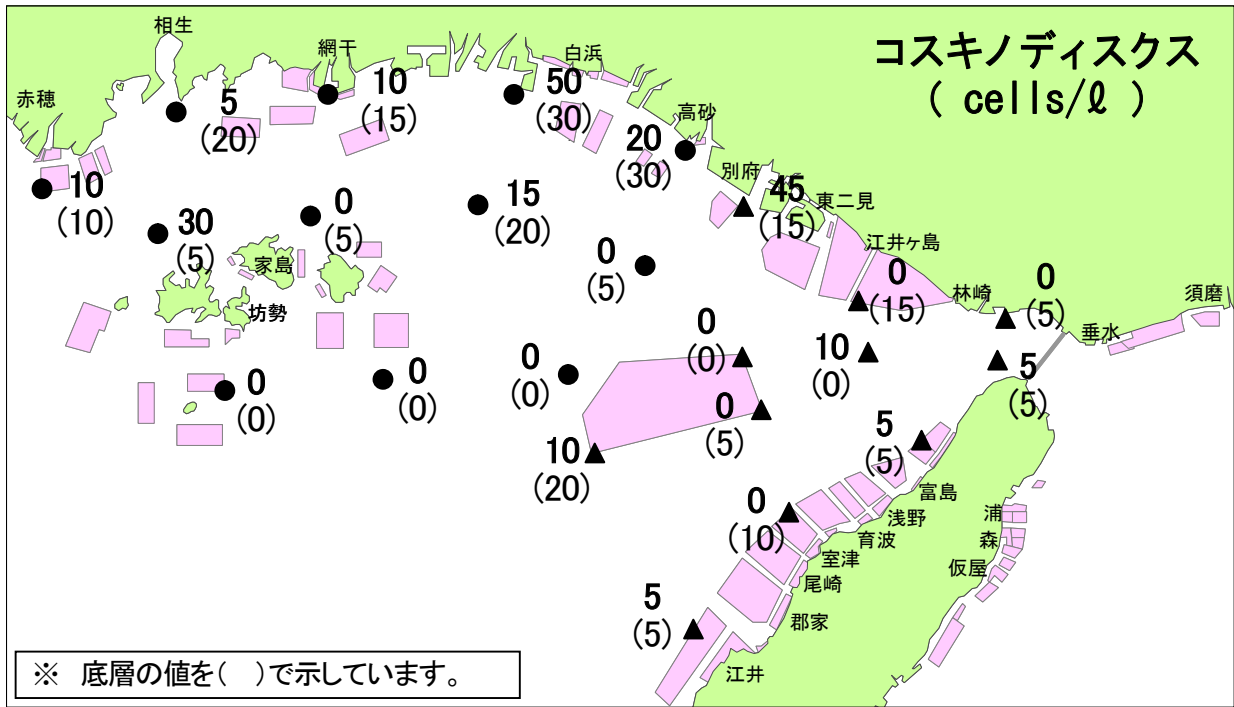 コスキノディスクス
( cells/ℓ )
相生
網干
白浜
赤穂
高砂
別府
東二見
江井ヶ島
林崎
須磨
垂水
家島
坊勢
富島
浅野
育波
室津
尾崎
郡家
江井
浦
森
仮屋
5
(20)
10
(15)
50
(30)
20
(30)
10
(10)
30
(5)
0
(5)
15
(20)
45
(15)
0
(5)
0
(15)
0
(5)
0
(0)
10
(0)
5
(5)
0
(0)
0
(0)
0
(0)
0
(5)
10
(20)
5
(5)
0
(10)
5
(5)
※ 底層の値を( )で示しています。